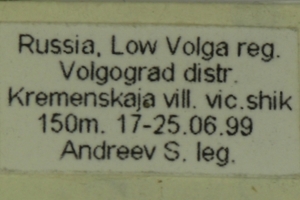 Russia, Low Volga reg.
Volgograd distr.
Kremenskaja vill. vic.shik
150m. 17-25.06.99
Andreev S. leg.